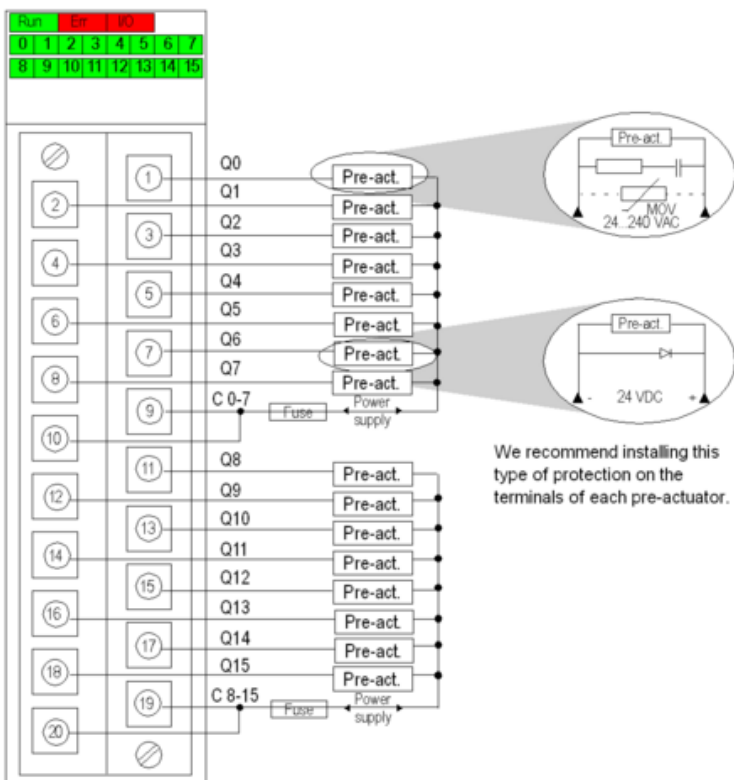 Run Err I/O
0 1 2 3 4 5 6 7
8 9 10 11 12 13 14 15
1 Q0 Pre-act.
2 Q1 Pre-act.
3 Q2 Pre-act.
4 Q3 Pre-act.
5 Q4 Pre-act.
6 Q5 Pre-act.
7 Q6 Pre-act.
8 Q7 Pre-act.
9 C 0-7 Fuse Power supply
10
11 Q8 Pre-act.
12 Q9 Pre-act.
13 Q10 Pre-act.
14 Q11 Pre-act.
15 Q12 Pre-act.
16 Q13 Pre-act.
17 Q14 Pre-act.
18 Q15 Pre-act.
19 C 8-15 Fuse Power supply
20
Pre-act.
MOV
24...240 VAC
Pre-act.
- 24 VDC +
We recommend installing this
type of protection on the
terminals of each pre-actuator.